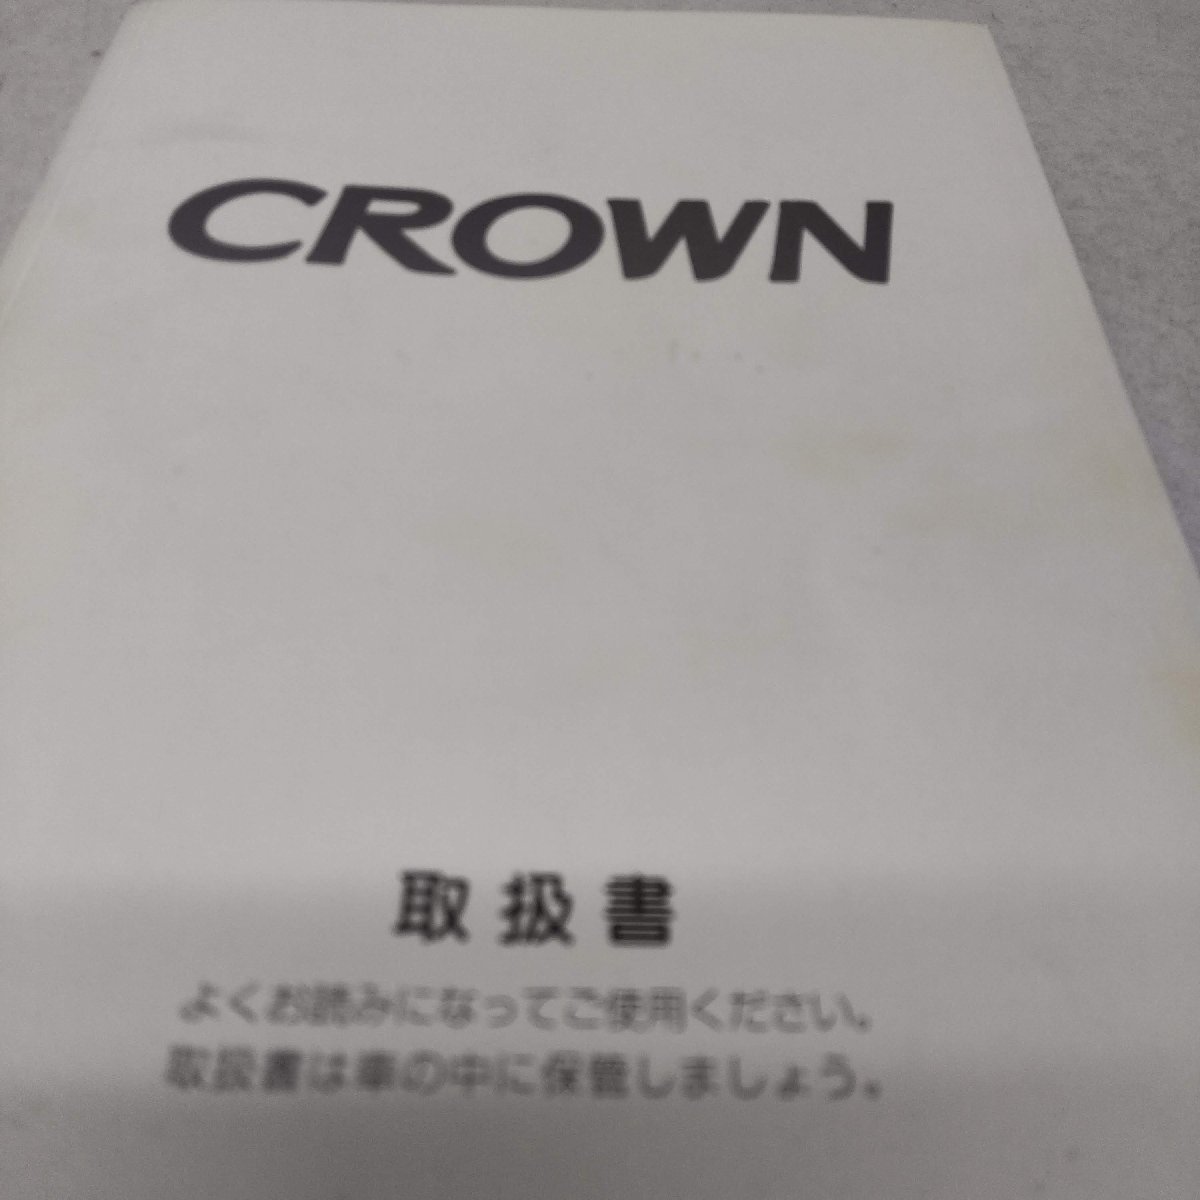 CROWN
取扱書
よくお読みになってご使用ください。
取扱書は車の中に保管しましょう。